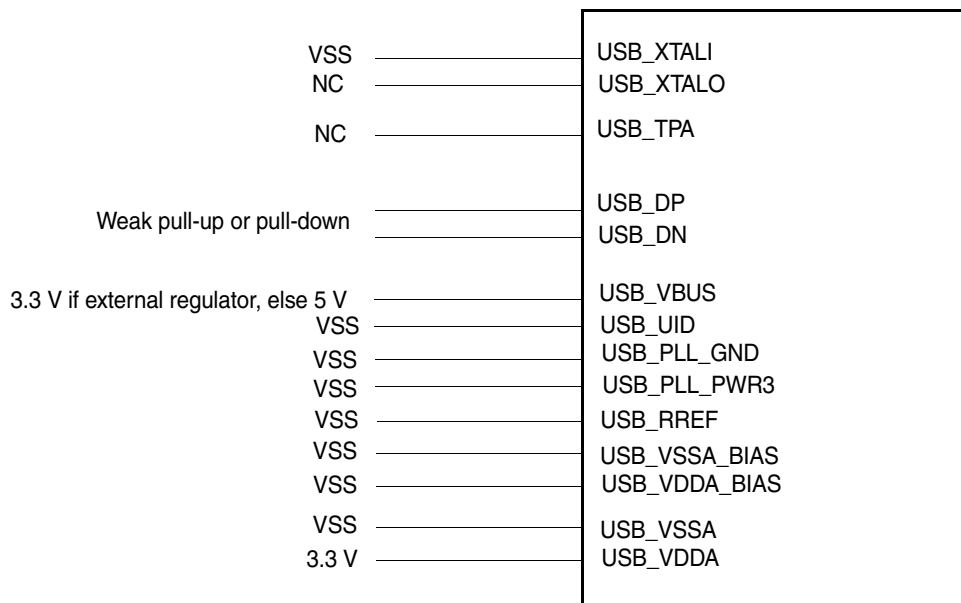 VSS USB_XTALI
NC USB_XTALO
NC USB_TPA
USB_DP
Weak pull-up or pull-down
USB_DN
3.3 V if external regulator, else 5 V USB_VBUS
VSS USB_UID
VSS USB_PLL_GND
VSS USB_PLL_PWR3
VSS USB_RREF
VSS USB_VSSA_BIAS
VSS USB_VDDA_BIAS
VSS USB_VSSA
3.3 V USB_VDDA